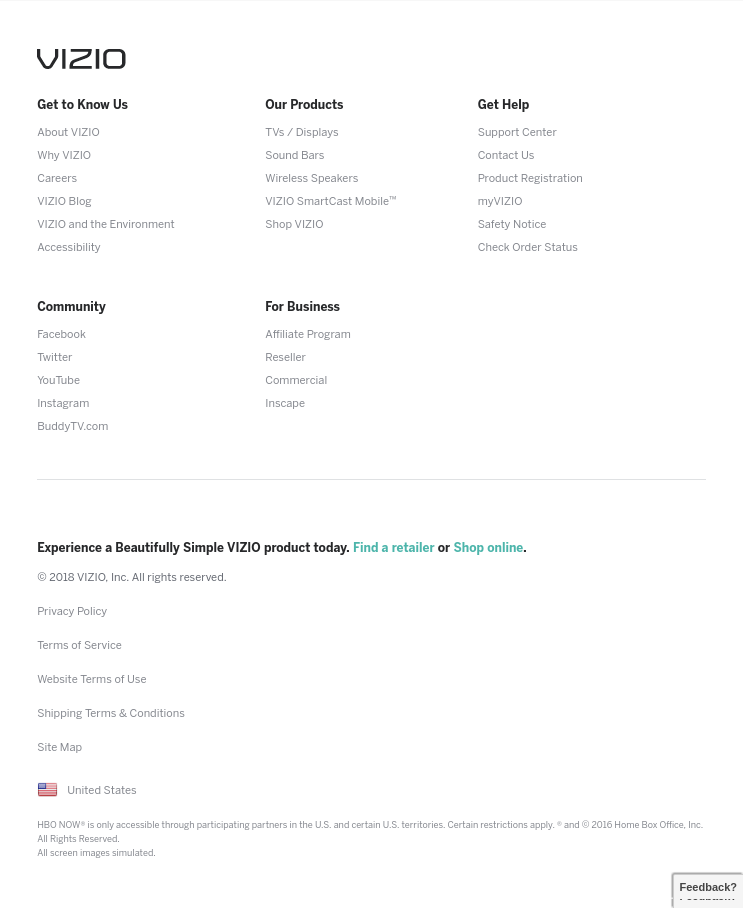 VIZIO
Get to Know Us
About VIZIO
Why VIZIO
Careers
VIZIO Blog
VIZIO and the Environment
Accessibility
Our Products
TVs / Displays
Sound Bars
Wireless Speakers
VIZIO SmartCast Mobile™
Shop VIZIO
Get Help
Support Center
Contact Us
Product Registration
myVIZIO
Safety Notice
Check Order Status
Community
Facebook
Twitter
YouTube
Instagram
BuddyTV.com
For Business
Affiliate Program
Reseller
Commercial
Inscape
Experience a Beautifully Simple VIZIO product today. Find a retailer or Shop online.
© 2018 VIZIO, Inc. All rights reserved.
Privacy Policy
Terms of Service
Website Terms of Use
Shipping Terms & Conditions
Site Map
United States
HBO NOW® is only accessible through participating partners in the U.S. and certain U.S. territories. Certain restrictions apply. ® and © 2016 Home Box Office, Inc.
All Rights Reserved.
All screen images simulated.
Feedback?